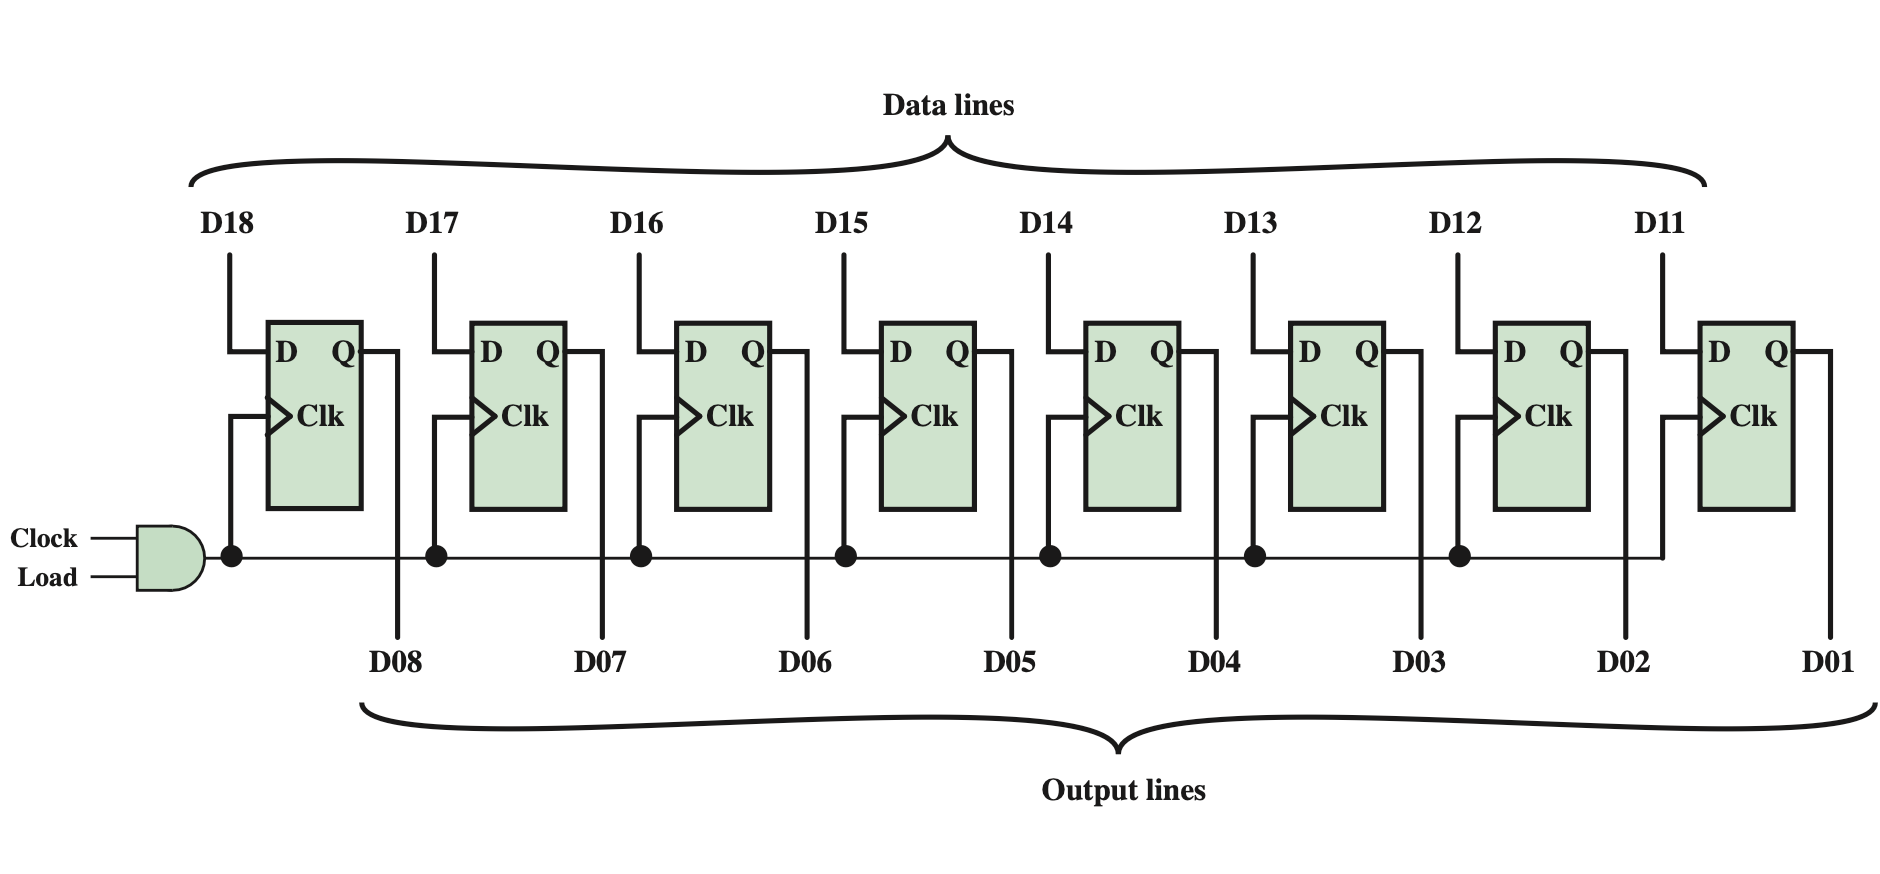 Data lines
D18 D17 D16 D15 D14 D13 D12 D11
D Q D Q D Q D Q D Q D Q D Q D Q
Clk Clk Clk Clk Clk Clk Clk Clk
Clock
Load
D08 D07 D06 D05 D04 D03 D02 D01
Output lines